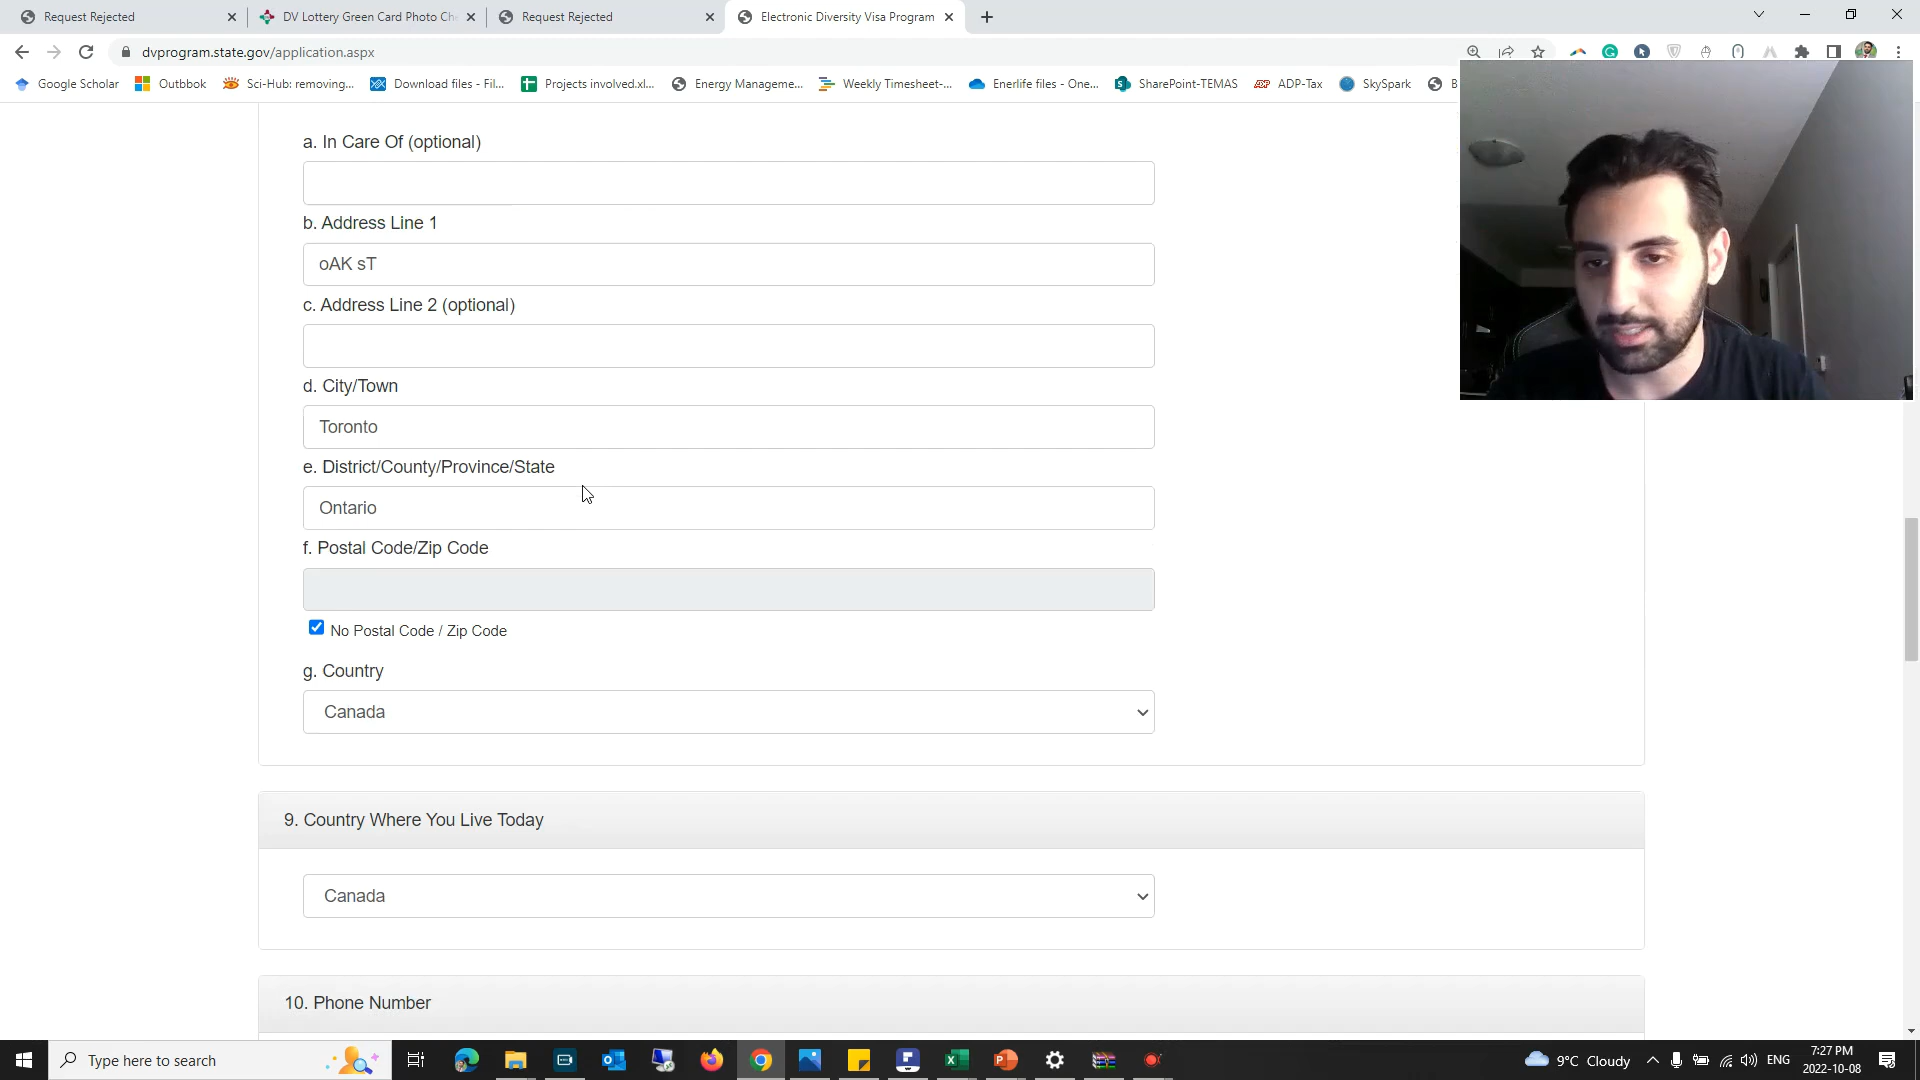 Request Rejected
DV Lottery Green Card Photo Che
Request Rejected
Electronic Diversity Visa Program
dvprogram.state.gov/application.aspx
Google Scholar
Outbbok
Sci-Hub: removing...
Download files - Fil...
Projects involved.xl...
Energy Manageme...
Weekly Timesheet-...
Enerlife files - One...
SharePoint-TEMAS
ADP-Tax
SkySpark
B
a. In Care Of (optional)
b. Address Line 1
oAK sT
c. Address Line 2 (optional)
d. City/Town
Toronto
e. District/County/Province/State
Ontario
f. Postal Code/Zip Code
No Postal Code / Zip Code
g. Country
Canada
9. Country Where You Live Today
Canada
10. Phone Number
Type here to search
9°C Cloudy
ENG
7:27 PM
2022-10-08